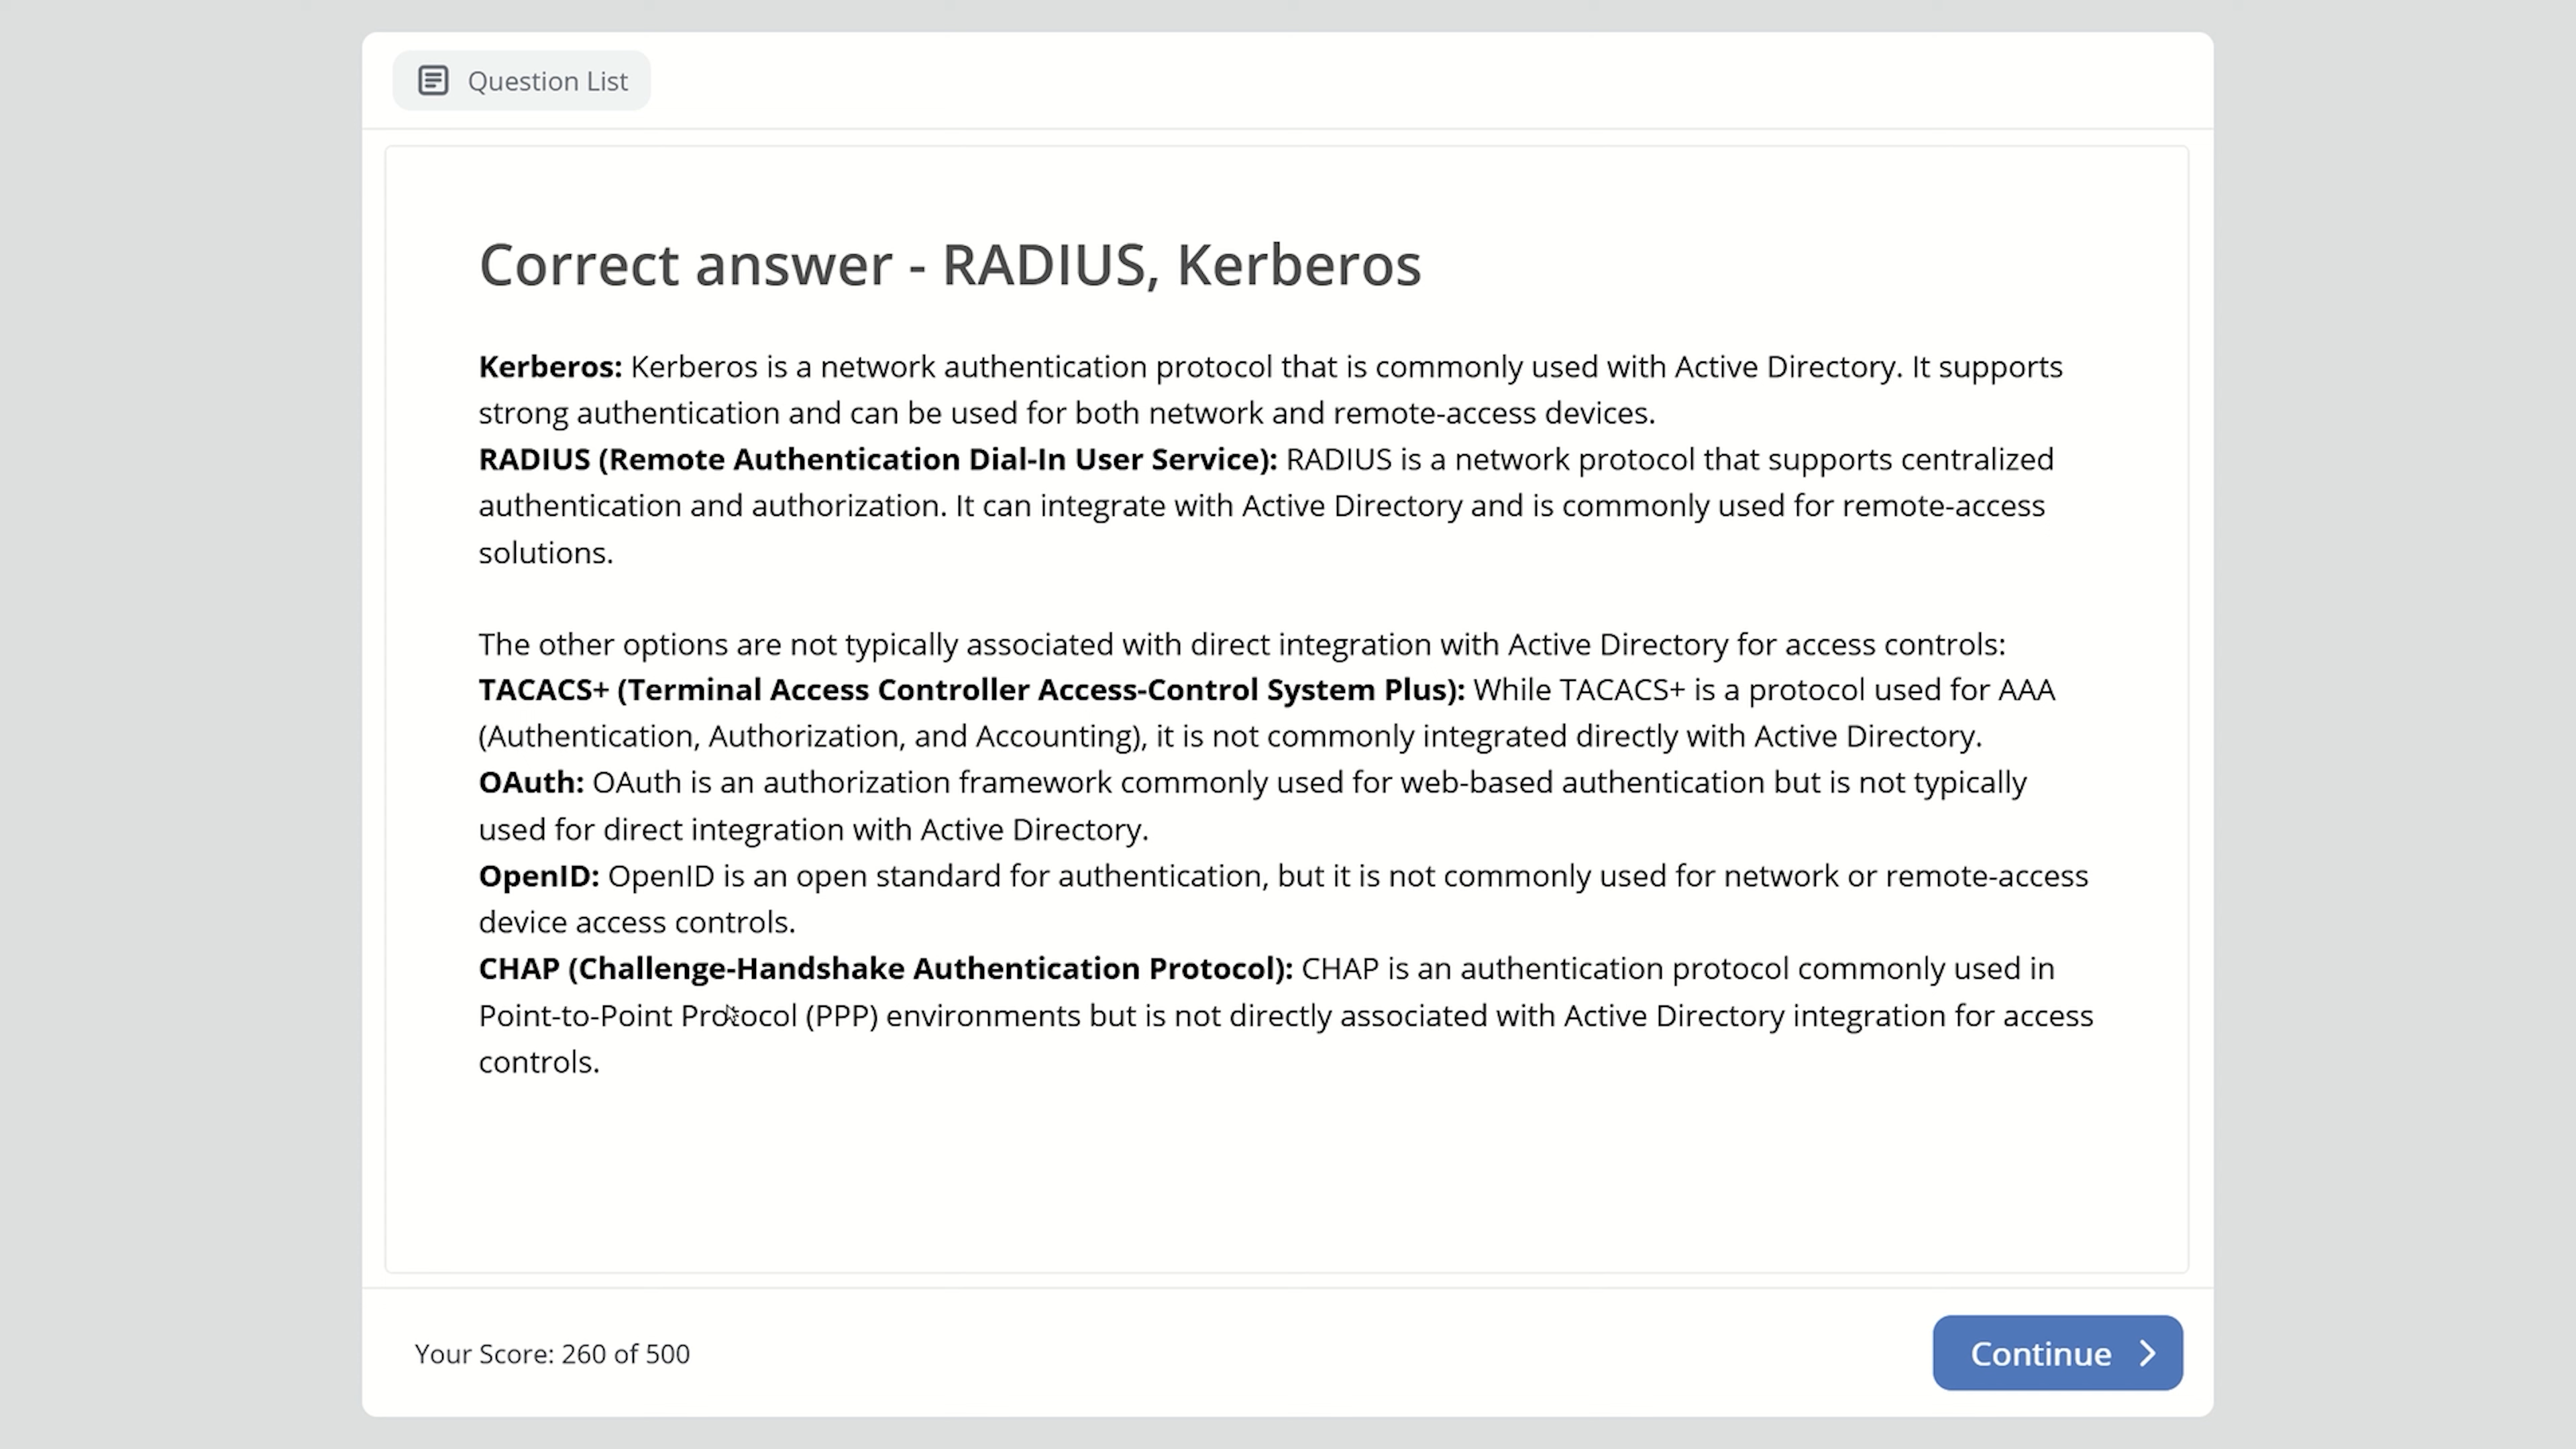 Question List
Correct answer - RADIUS, Kerberos
Kerberos: Kerberos is a network authentication protocol that is commonly used with Active Directory. It supports
strong authentication and can be used for both network and remote-access devices.
RADIUS (Remote Authentication Dial-In User Service): RADIUS is a network protocol that supports centralized
authentication and authorization. It can integrate with Active Directory and is commonly used for remote-access
solutions.
The other options are not typically associated with direct integration with Active Directory for access controls:
TACACS+ (Terminal Access Controller Access-Control System Plus): While TACACS+ is a protocol used for AAA
(Authentication, Authorization, and Accounting), it is not commonly integrated directly with Active Directory.
OAuth: OAuth is an authorization framework commonly used for web-based authentication but is not typically
used for direct integration with Active Directory.
OpenID: OpenID is an open standard for authentication, but it is not commonly used for network or remote-access
device access controls.
CHAP (Challenge-Handshake Authentication Protocol): CHAP is an authentication protocol commonly used in
Point-to-Point Protocol (PPP) environments but is not directly associated with Active Directory integration for access
controls.
Your Score: 260 of 500
Continue